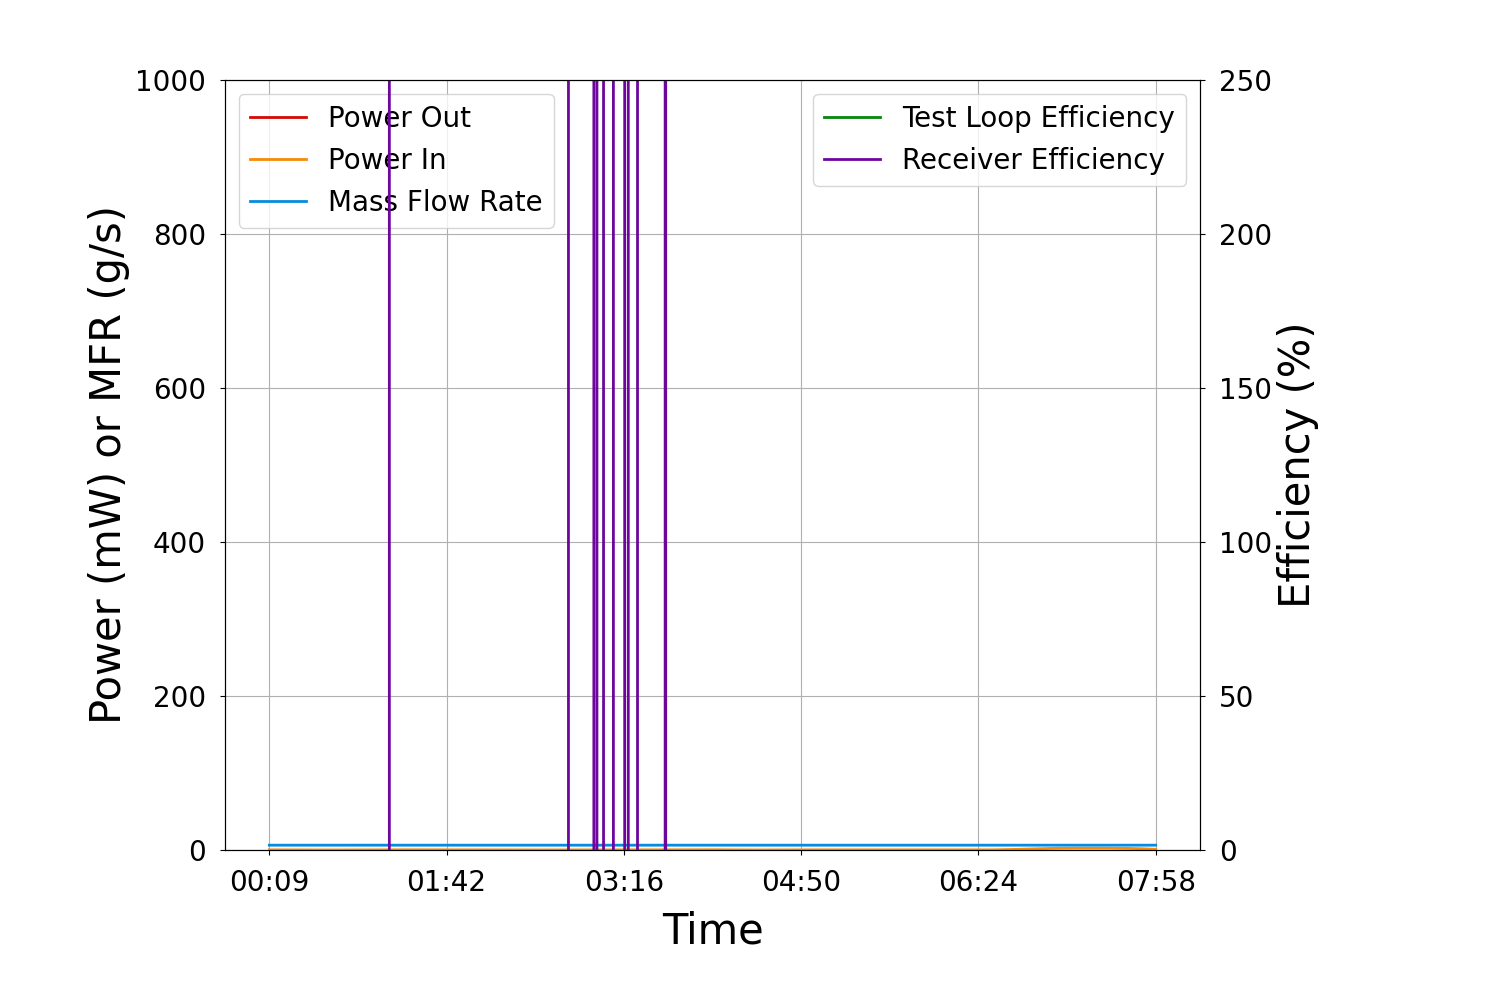 1000
800
600
400
200
0
Power (mW) or MFR (g/s)
Power Out
Power In
Mass Flow Rate
Test Loop Efficiency
Receiver Efficiency
250
200
150
100
50
0
Efficiency (%)
00:09 01:42 03:16 04:50 06:24 07:58
Time